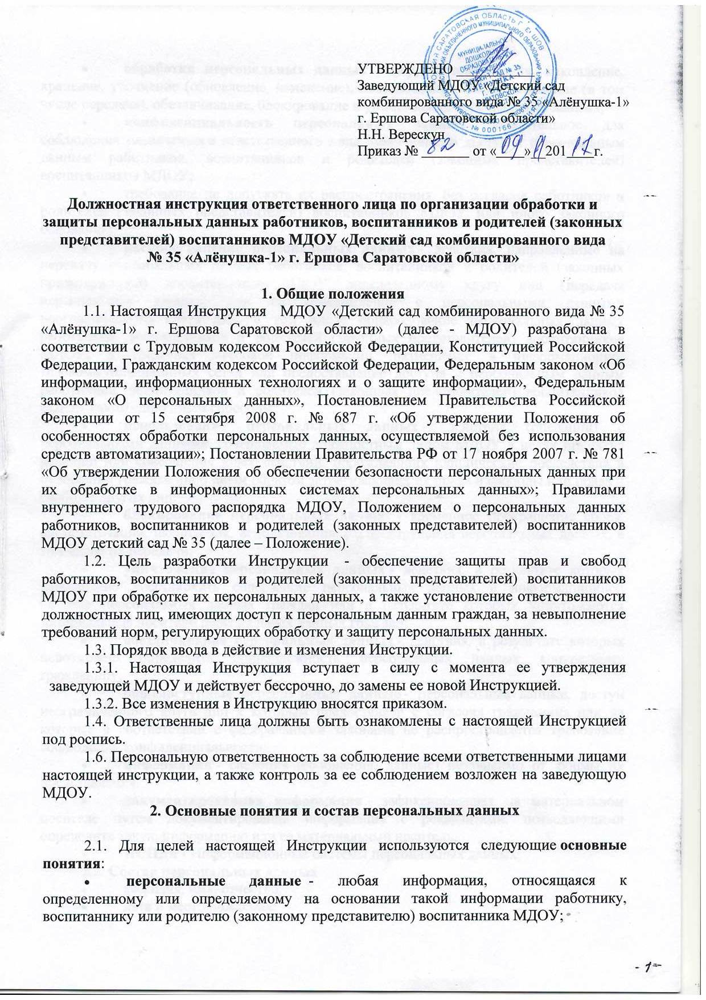 УТВЕРЖДЕНО
Заведующий МДОУ «Детский сад
комбинированного вида № 35 «Алёнушка-1»
г. Ершова Саратовской области»
Н.Н. Верескун
Приказ № 82 от «09» 11 2017 г.
Должностная инструкция ответственного лица по организации обработки и
защиты персональных данных работников, воспитанников и родителей (законных
представителей) воспитанников МДОУ «Детский сад комбинированного вида
№ 35 «Алёнушка-1» г. Ершова Саратовской области»
1. Общие положения
1.1. Настоящая Инструкция МДОУ «Детский сад комбинированного вида № 35
«Алёнушка-1» г. Ершова Саратовской области» (далее - МДОУ) разработана в
соответствии с Трудовым кодексом Российской Федерации, Конституцией Российской
Федерации, Гражданским кодексом Российской Федерации, Федеральным законом «Об
информации, информационных технологиях и о защите информации», Федеральным
законом «О персональных данных», Постановлением Правительства Российской
Федерации от 15 сентября 2008 г. № 687 г. «Об утверждении Положения об
особенностях обработки персональных данных, осуществляемой без использования
средств автоматизации»; Постановлении Правительства РФ от 17 ноября 2007 г. № 781
«Об утверждении Положения об обеспечении безопасности персональных данных при
их обработке в информационных системах персональных данных»; Правилами
внутреннего трудового распорядка МДОУ, Положением о персональных данных
работников, воспитанников и родителей (законных представителей) воспитанников
МДОУ детский сад № 35 (далее – Положение).
1.2. Цель разработки Инструкции - обеспечение защиты прав и свобод
работников, воспитанников и родителей (законных представителей) воспитанников
МДОУ при обработке их персональных данных, а также установление ответственности
должностных лиц, имеющих доступ к персональным данным граждан, за невыполнение
требований норм, регулирующих обработку и защиту персональных данных.
1.3. Порядок ввода в действие и изменения Инструкции.
1.3.1. Настоящая Инструкция вступает в силу с момента ее утверждения
заведующей МДОУ и действует бессрочно, до замены ее новой Инструкцией.
1.3.2. Все изменения в Инструкцию вносятся приказом.
1.4. Ответственные лица должны быть ознакомлены с настоящей Инструкцией
под роспись.
1.6. Персональную ответственность за соблюдение всеми ответственными лицами
настоящей инструкции, а также контроль за ее соблюдением возложен на заведующую
МДОУ.
2. Основные понятия и состав персональных данных
2.1. Для целей настоящей Инструкции используются следующие основные
понятия:
• персональные данные - любая информация, относящаяся к
определенному или определяемому на основании такой информации работнику,
воспитаннику или родителю (законному представителю) воспитанника МДОУ;
- 1 -